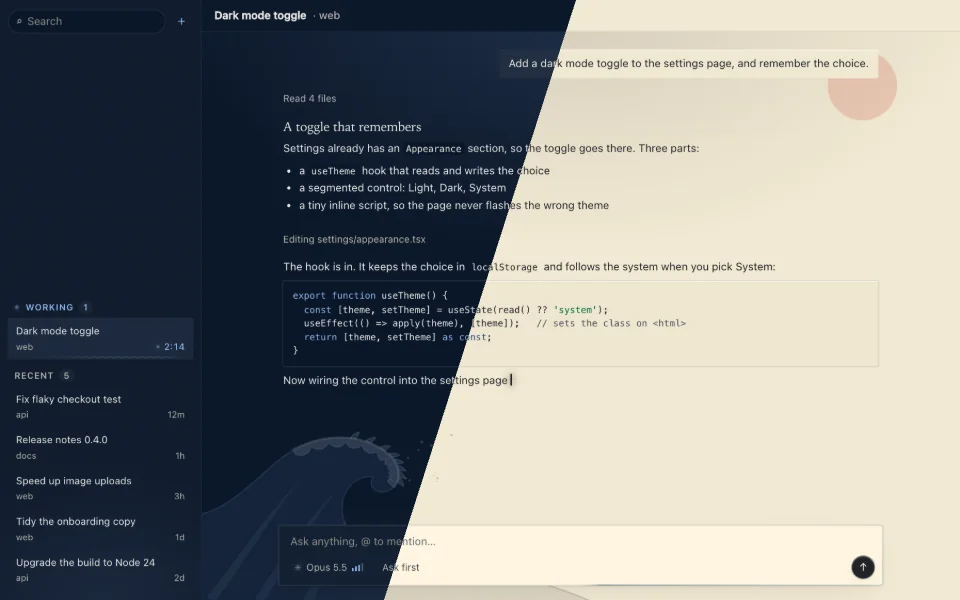 Search
+
WORKING 1
Dark mode toggle
web
2:14
RECENT 5
Fix flaky checkout test
api 12m
Release notes 0.4.0
docs 1h
Speed up image uploads
web 3h
Tidy the onboarding copy
web 1d
Upgrade the build to Node 24
api 2d
Dark mode toggle · web
Add a dark mode toggle to the settings page, and remember the choice.
Read 4 files
A toggle that remembers
Settings already has an Appearance section, so the toggle goes there. Three parts:
• a useTheme hook that reads and writes the choice
• a segmented control: Light, Dark, System
• a tiny inline script, so the page never flashes the wrong theme
Editing settings/appearance.tsx
The hook is in. It keeps the choice in localStorage and follows the system when you pick System:
export function useTheme() {
  const [theme, setTheme] = useState(read() ?? 'system');
  useEffect(() => apply(theme), [theme]);   // sets the class on <html>
  return [theme, setTheme] as const;
}
Now wiring the control into the settings page
Ask anything, @ to mention...
Opus 5.5 Ask first